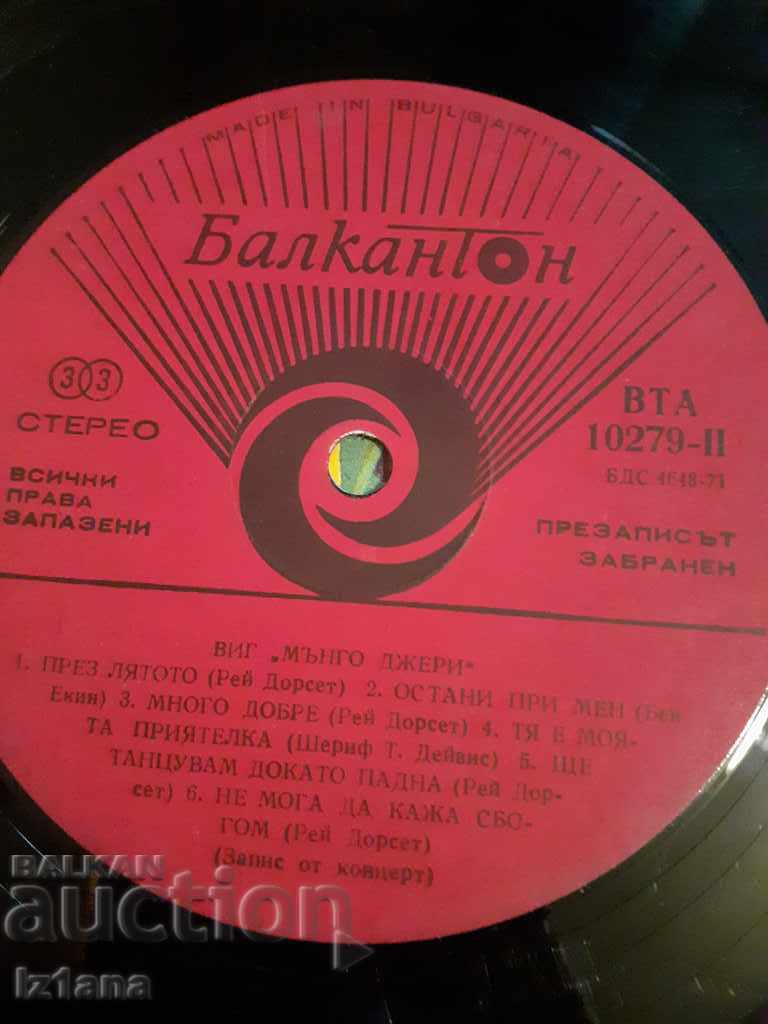 MADE IN BULGARIA
Балкантон
33
СТЕРЕО
ВСИЧКИ
ПРАВА
ЗАПАЗЕНИ
ВТА
10279-II
БДС 4648-71
ПРЕЗАПИСЪТ
ЗАБРАНЕН
ВИГ „МЪНГО ДЖЕРИ“
1. ПРЕЗ ЛЯТОТО (Рей Дорсет) 2. ОСТАНИ ПРИ МЕН (Бен
Екин) 3. МНОГО ДОБРЕ (Рей Дорсет) 4. ТЯ Е МОЯ-
ТА ПРИЯТЕЛКА (Шериф Т. Дейвис) 5. ЩЕ
ТАНЦУВАМ ДОКАТО ПАДНА (Рей Дор-
сет) 6. НЕ МОГА ДА КАЖА СБО-
ГОМ (Рей Дорсет)
(Запис от концерт)
BALKAN
auction
iz1ana